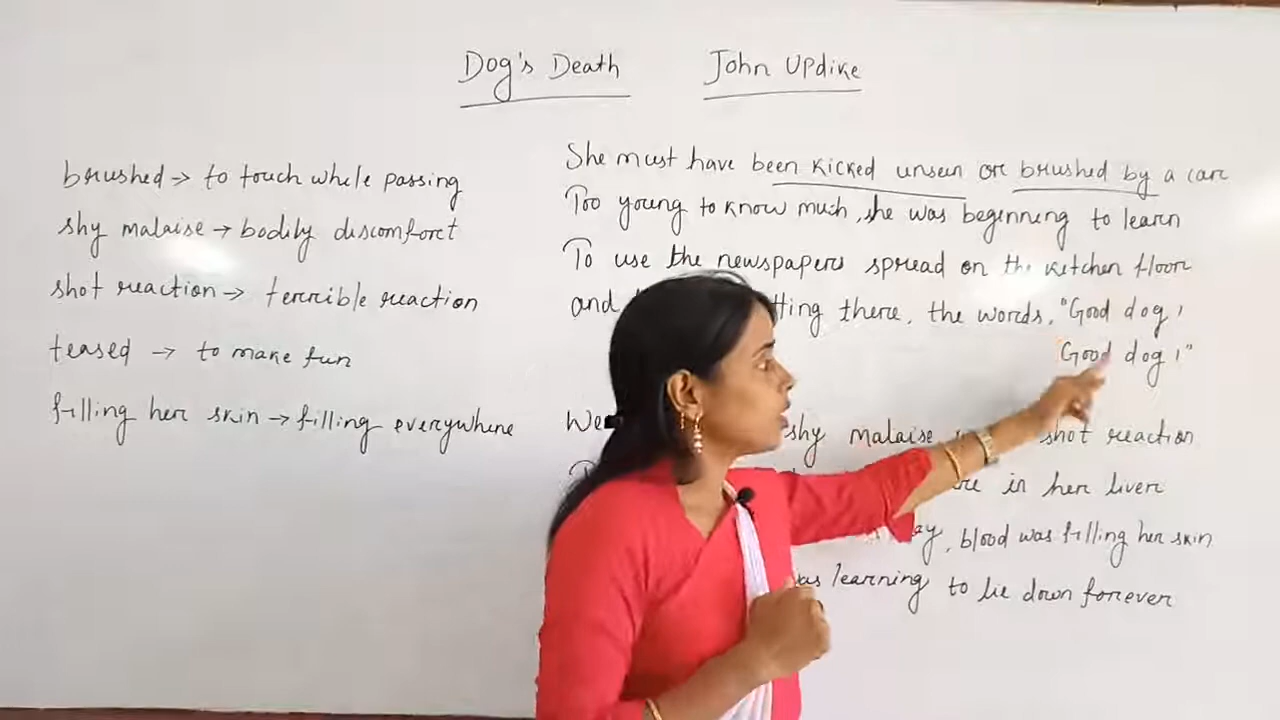 Dog's Death John Updike
brushed → to touch while passing
shy malaise → bodily discomfort
shot reaction → terrible reaction
teased → to make fun
filling her skin → filling everywhere
She must have been kicked unseen or brushed by a car
Too young to know much, she was beginning to learn
To use the newspapers spread on the kitchen floor
and there, the words, "Good dog!
Good dog!"
shy malaise shot reaction
in her liver
blood was filling her skin
learning to lie down forever